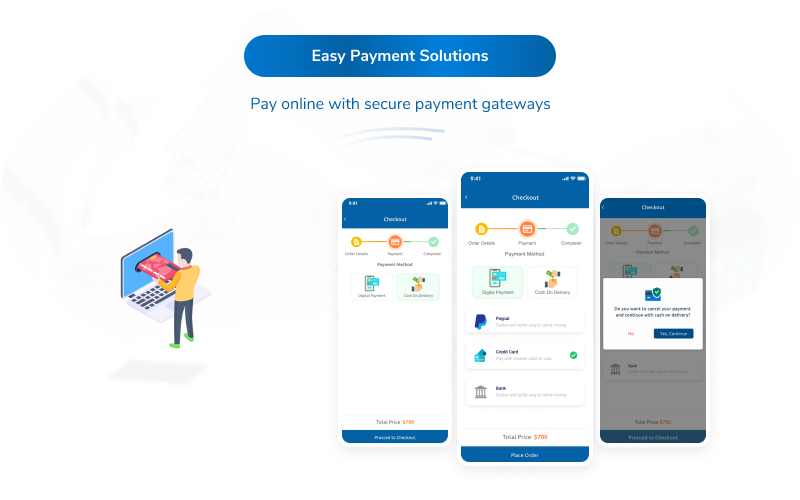 Easy Payment Solutions
Pay online with secure payment gateways
Checkout
Order Details
Payment
Complete!
Payment Method
Digital Payment
Cash On Delivery
Total Price $700
Proceed to Checkout
9:41
Checkout
Order Details
Payment
Complete!
Payment Method
Digital Payment
Cash On Delivery
Paypal
Faster and safer way to send money
Credit Card
Pay with master card or visa
Bank
Faster and safer way to send money
Total Price $700
Place Order
Checkout
Order Details
Payment
Complete!
Payment Method
Do you want to cancel your payment
and continue with cash on delivery?
No
Yes, Continue
Bank
Total Price $700
Proceed to Checkout